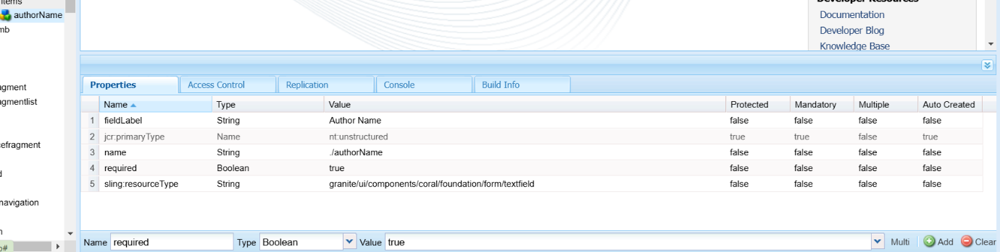 items
authorName
mb
agment
agmentlist
cefragment
d
navigation
n
o#
Developer Resources
Documentation
Developer Blog
Knowledge Base
Properties Access Control Replication Console Build Info
Name Type Value Protected Mandatory Multiple Auto Created
1 fieldLabel String Author Name false false false false
2 jcr:primaryType Name nt:unstructured true true false true
3 name String ./authorName false false false false
4 required Boolean true false false false false
5 sling:resourceType String granite/ui/components/coral/foundation/form/textfield false false false false
Name required Type Boolean Value true Multi Add Clear